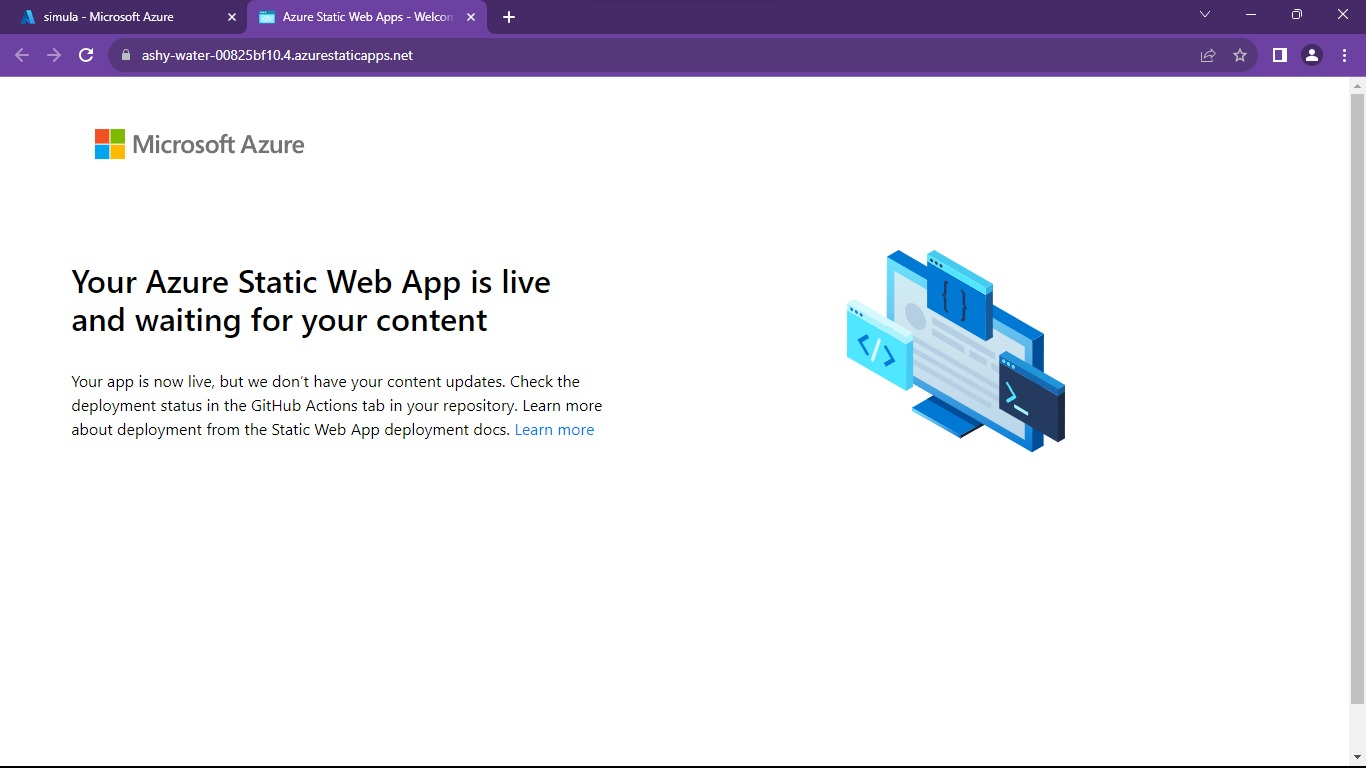 simula - Microsoft Azure
Azure Static Web Apps - Welcom
ashy-water-00825bf10.4.azurestaticapps.net
Microsoft Azure
Your Azure Static Web App is live
and waiting for your content
Your app is now live, but we don’t have your content updates. Check the
deployment status in the GitHub Actions tab in your repository. Learn more
about deployment from the Static Web App deployment docs. Learn more
{ }
</>
>_